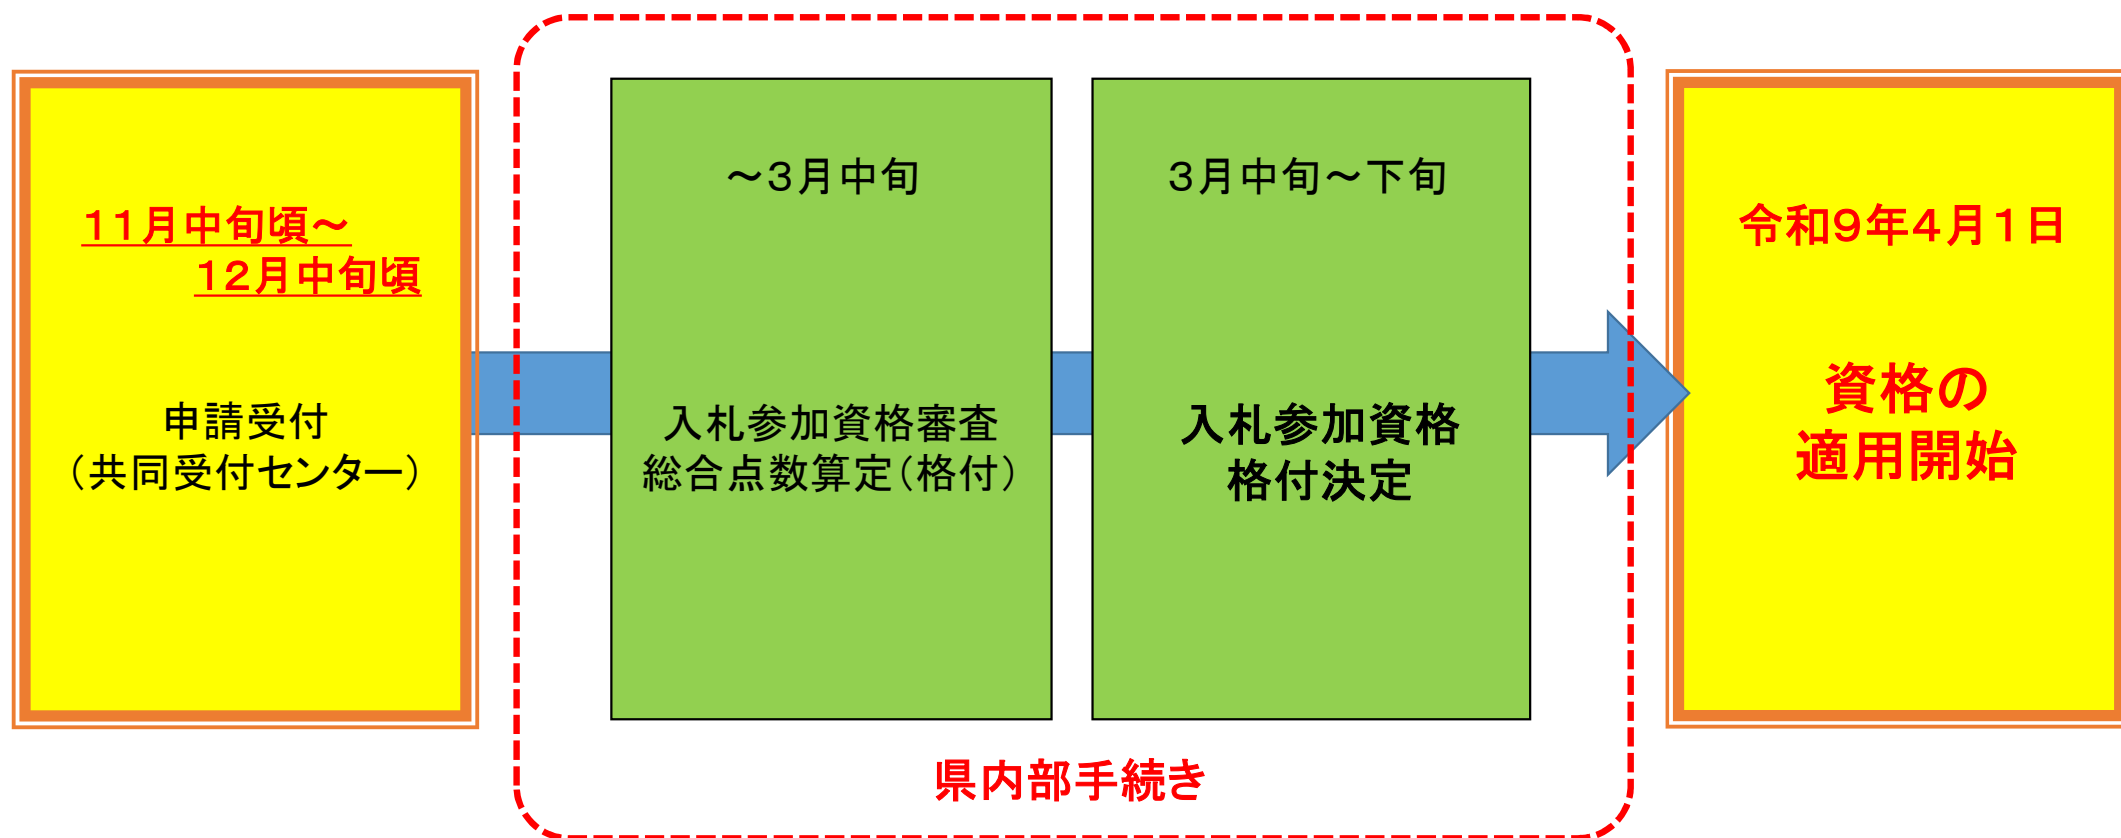 11月中旬頃～
12月中旬頃
申請受付
（共同受付センター）
～３月中旬
入札参加資格審査
総合点数算定（格付）
３月中旬～下旬
入札参加資格
格付決定
県内部手続き
令和９年４月１日
資格の
適用開始